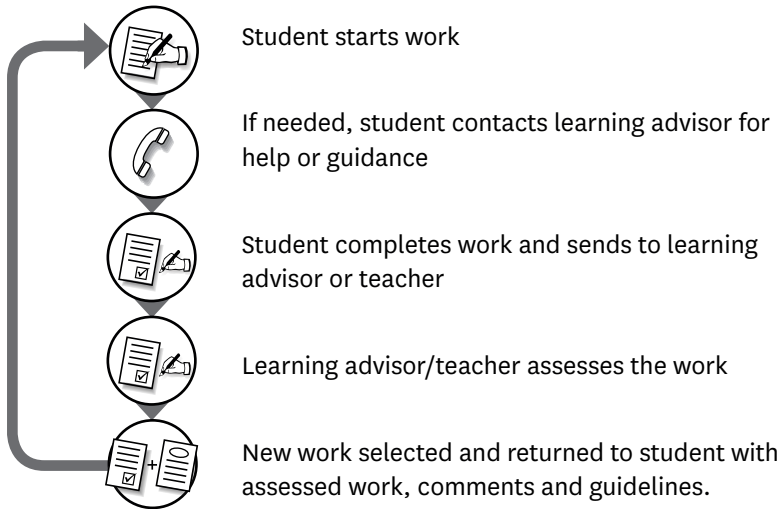 Student starts work
If needed, student contacts learning advisor for
help or guidance
Student completes work and sends to learning
advisor or teacher
Learning advisor/teacher assesses the work
+
New work selected and returned to student with
assessed work, comments and guidelines.